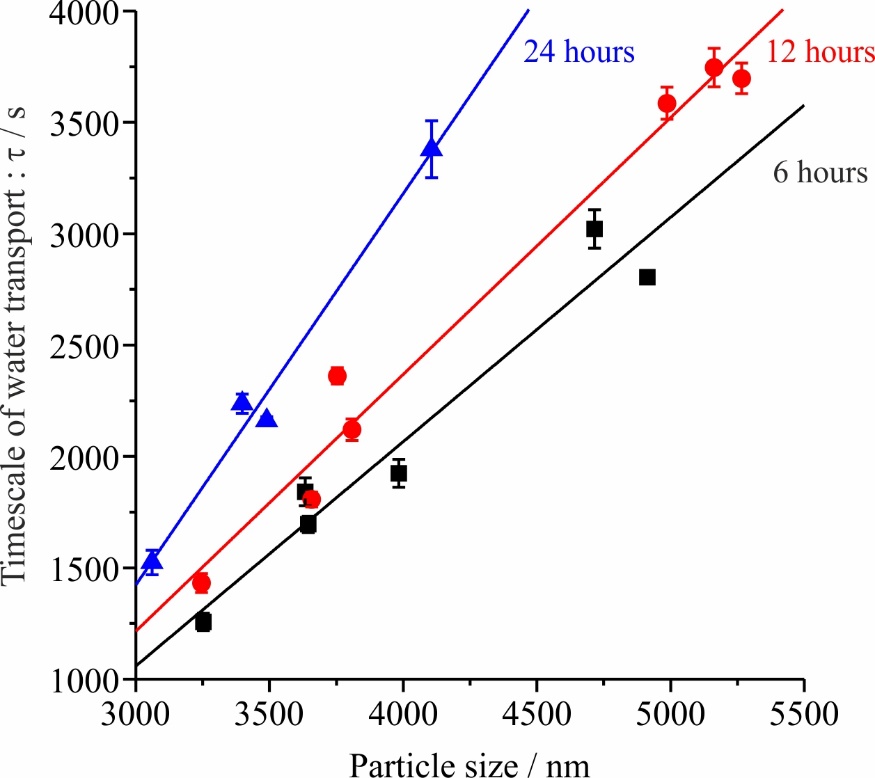 4000
3500
3000
2500
2000
1500
1000
Timescale of water transport : τ / s
24 hours
12 hours
6 hours
3000 3500 4000 4500 5000 5500
Particle size / nm